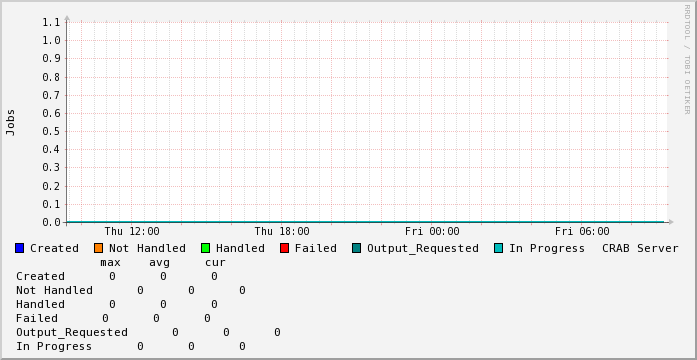 RRDTOOL / TOBI OETIKER
Jobs
1.1
1.0
0.9
0.8
0.7
0.6
0.5
0.4
0.3
0.2
0.1
0.0
Thu 12:00 Thu 18:00 Fri 00:00 Fri 06:00
Created Not Handled Handled Failed Output_Requested In Progress CRAB Server
max avg cur
Created 0 0 0
Not Handled 0 0 0
Handled 0 0 0
Failed 0 0 0
Output_Requested 0 0 0
In Progress 0 0 0